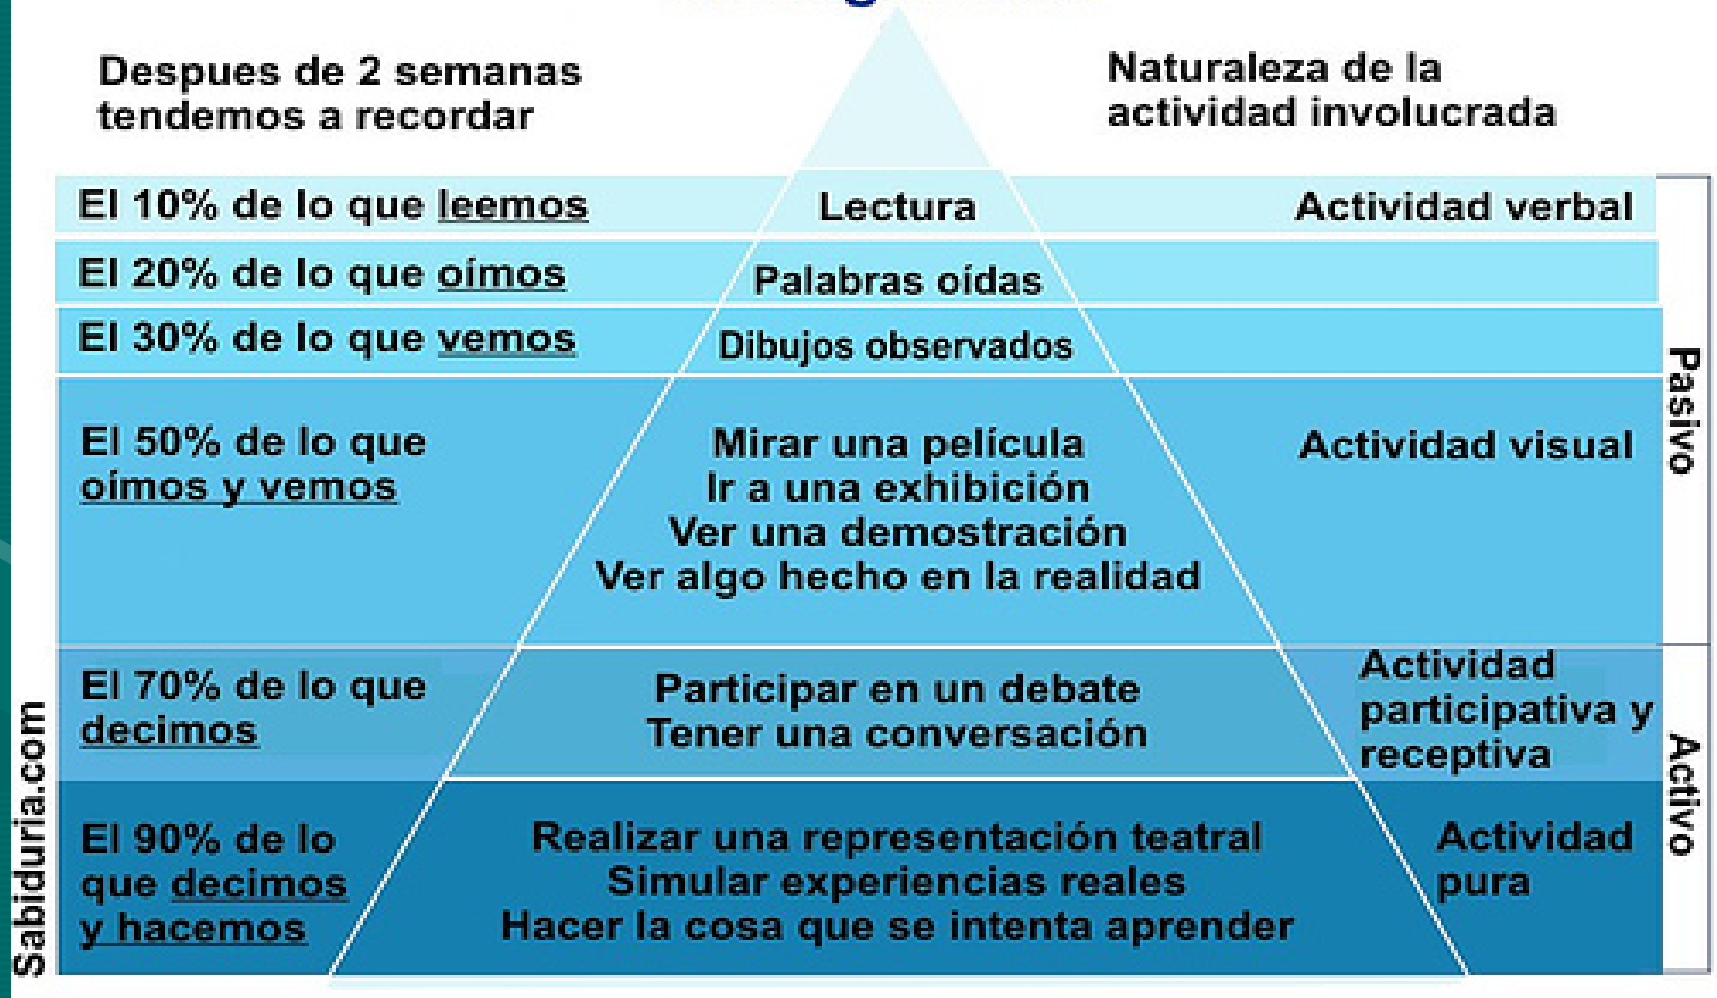 Despues de 2 semanas
tendemos a recordar
Naturaleza de la
actividad involucrada
El 10% de lo que leemos
Lectura
Actividad verbal
El 20% de lo que oímos
Palabras oídas
El 30% de lo que vemos
Dibujos observados
El 50% de lo que
oímos y vemos
Mirar una película
Ir a una exhibición
Ver una demostración
Ver algo hecho en la realidad
Actividad visual
Pasivo
El 70% de lo que
decimos
Participar en un debate
Tener una conversación
Actividad
participativa y
receptiva
El 90% de lo
que decimos
y hacemos
Realizar una representación teatral
Simular experiencias reales
Hacer la cosa que se intenta aprender
Actividad
pura
Activo
Sabiduria.com